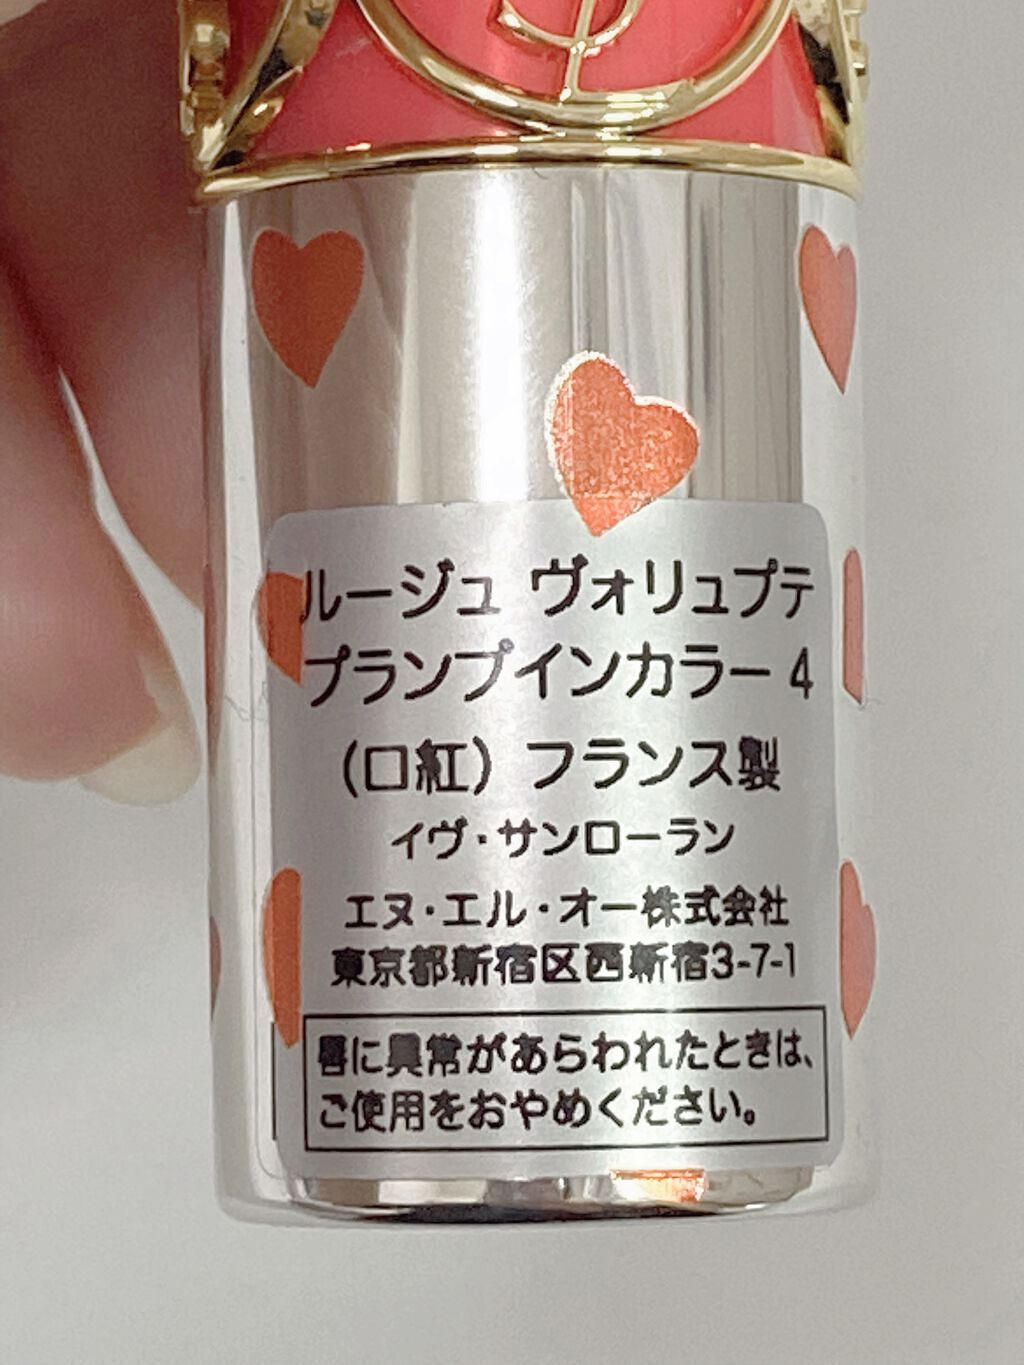 ルージュ ヴォリュプテ
プランプインカラー 4
（口紅）フランス製
イヴ・サンローラン
エヌ・エル・オー株式会社
東京都新宿区西新宿3-7-1
唇に異常があらわれたときは、
ご使用をおやめください。